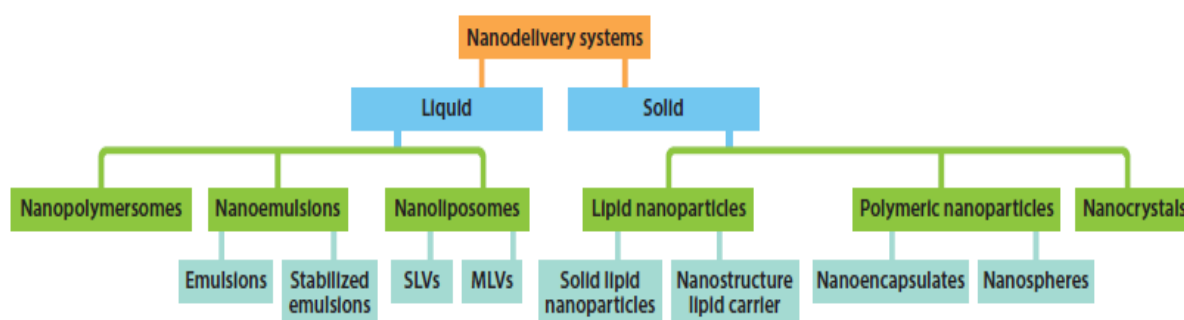 Nanodelivery systems
Liquid
Solid
Nanopolymersomes
Nanoemulsions
Nanoliposomes
Lipid nanoparticles
Polymeric nanoparticles
Nanocrystals
Emulsions
Stabilized
emulsions
SLVs
MLVs
Solid lipid
nanoparticles
Nanostructure
lipid carrier
Nanoencapsulates
Nanospheres